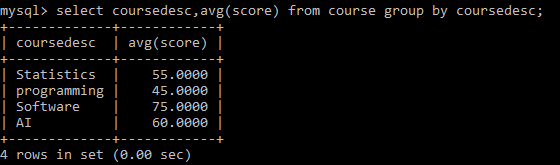 mysql> select coursedesc,avg(score) from course group by coursedesc;
+-------------+------------+
| coursedesc  | avg(score) |
+-------------+------------+
| Statistics  |    55.0000 |
| programming |    45.0000 |
| Software    |    75.0000 |
| AI          |    60.0000 |
+-------------+------------+
4 rows in set (0.00 sec)